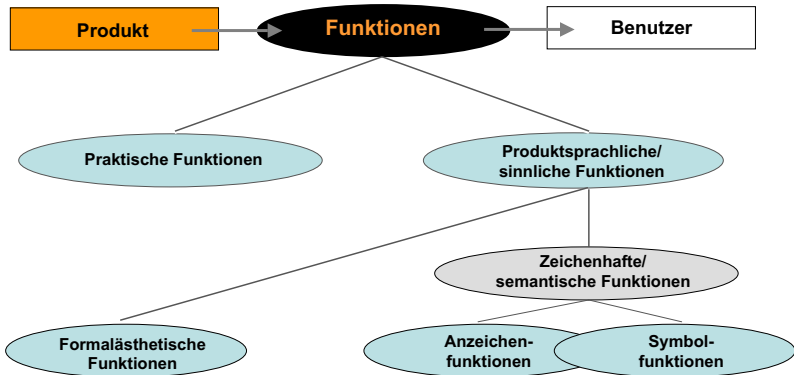 Produkt
Funktionen
Benutzer
Praktische Funktionen
Produktsprachliche/
sinnliche Funktionen
Zeichenhafte/
semantische Funktionen
Formalästhetische
Funktionen
Anzeichen-
funktionen
Symbol-
funktionen